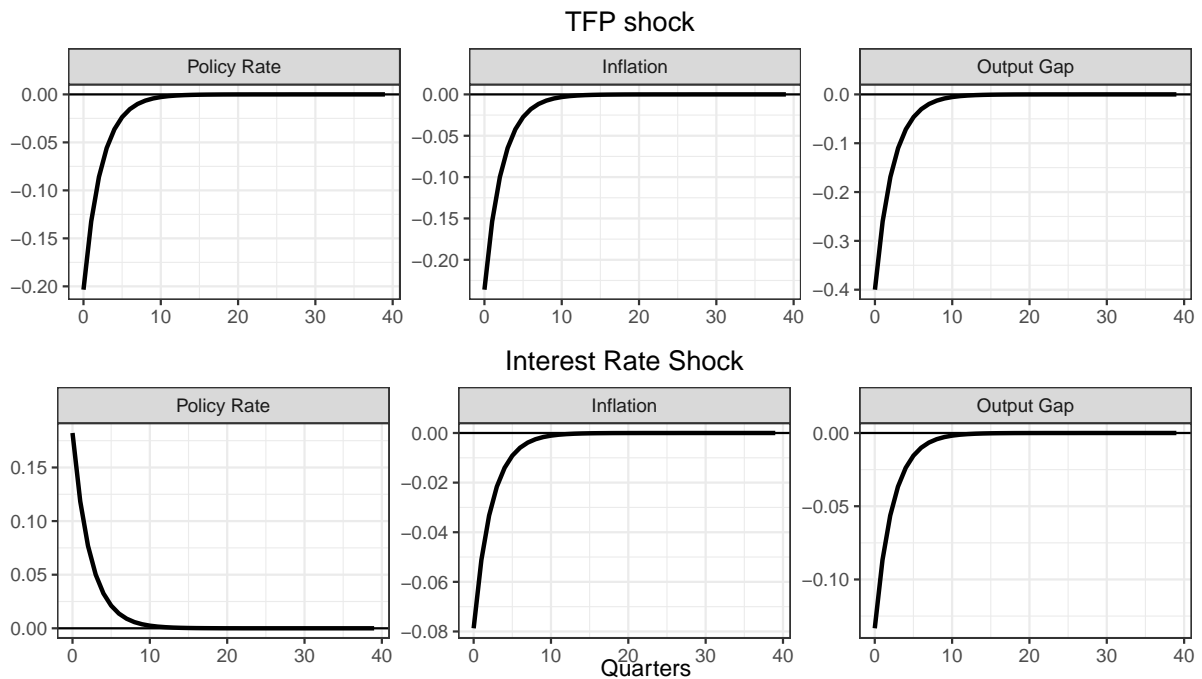 TFP shock
Policy Rate
Inflation
Output Gap
0.00
−0.05
−0.10
−0.15
−0.20
0 10 20 30 40
0.00
−0.05
−0.10
−0.15
−0.20
0 10 20 30 40
0.0
−0.1
−0.2
−0.3
−0.4
0 10 20 30 40
Interest Rate Shock
Policy Rate
Inflation
Output Gap
0.15
0.10
0.05
0.00
0 10 20 30 40
0.00
−0.02
−0.04
−0.06
−0.08
0 10 20 30 40
0.00
−0.05
−0.10
0 10 20 30 40
Quarters